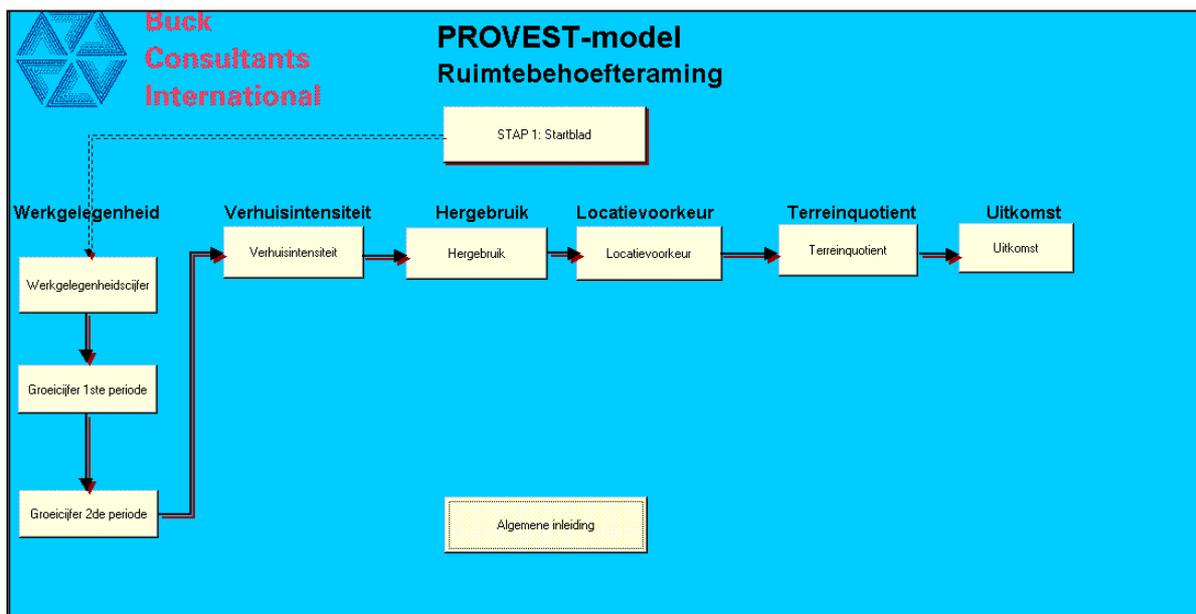 Buck
Consultants
International
PROVEST-model
Ruimtebehoefteraming
STAP 1: Startblad
Werkgelegenheid
Verhuisintensiteit
Hergebruik
Locatievoorkeur
Terreinquotient
Uitkomst
Werkgelegenheidscijfer
Verhuisintensiteit
Hergebruik
Locatievoorkeur
Terreinquotient
Uitkomst
Groeicijfer 1ste periode
Groeicijfer 2de periode
Algemene inleiding